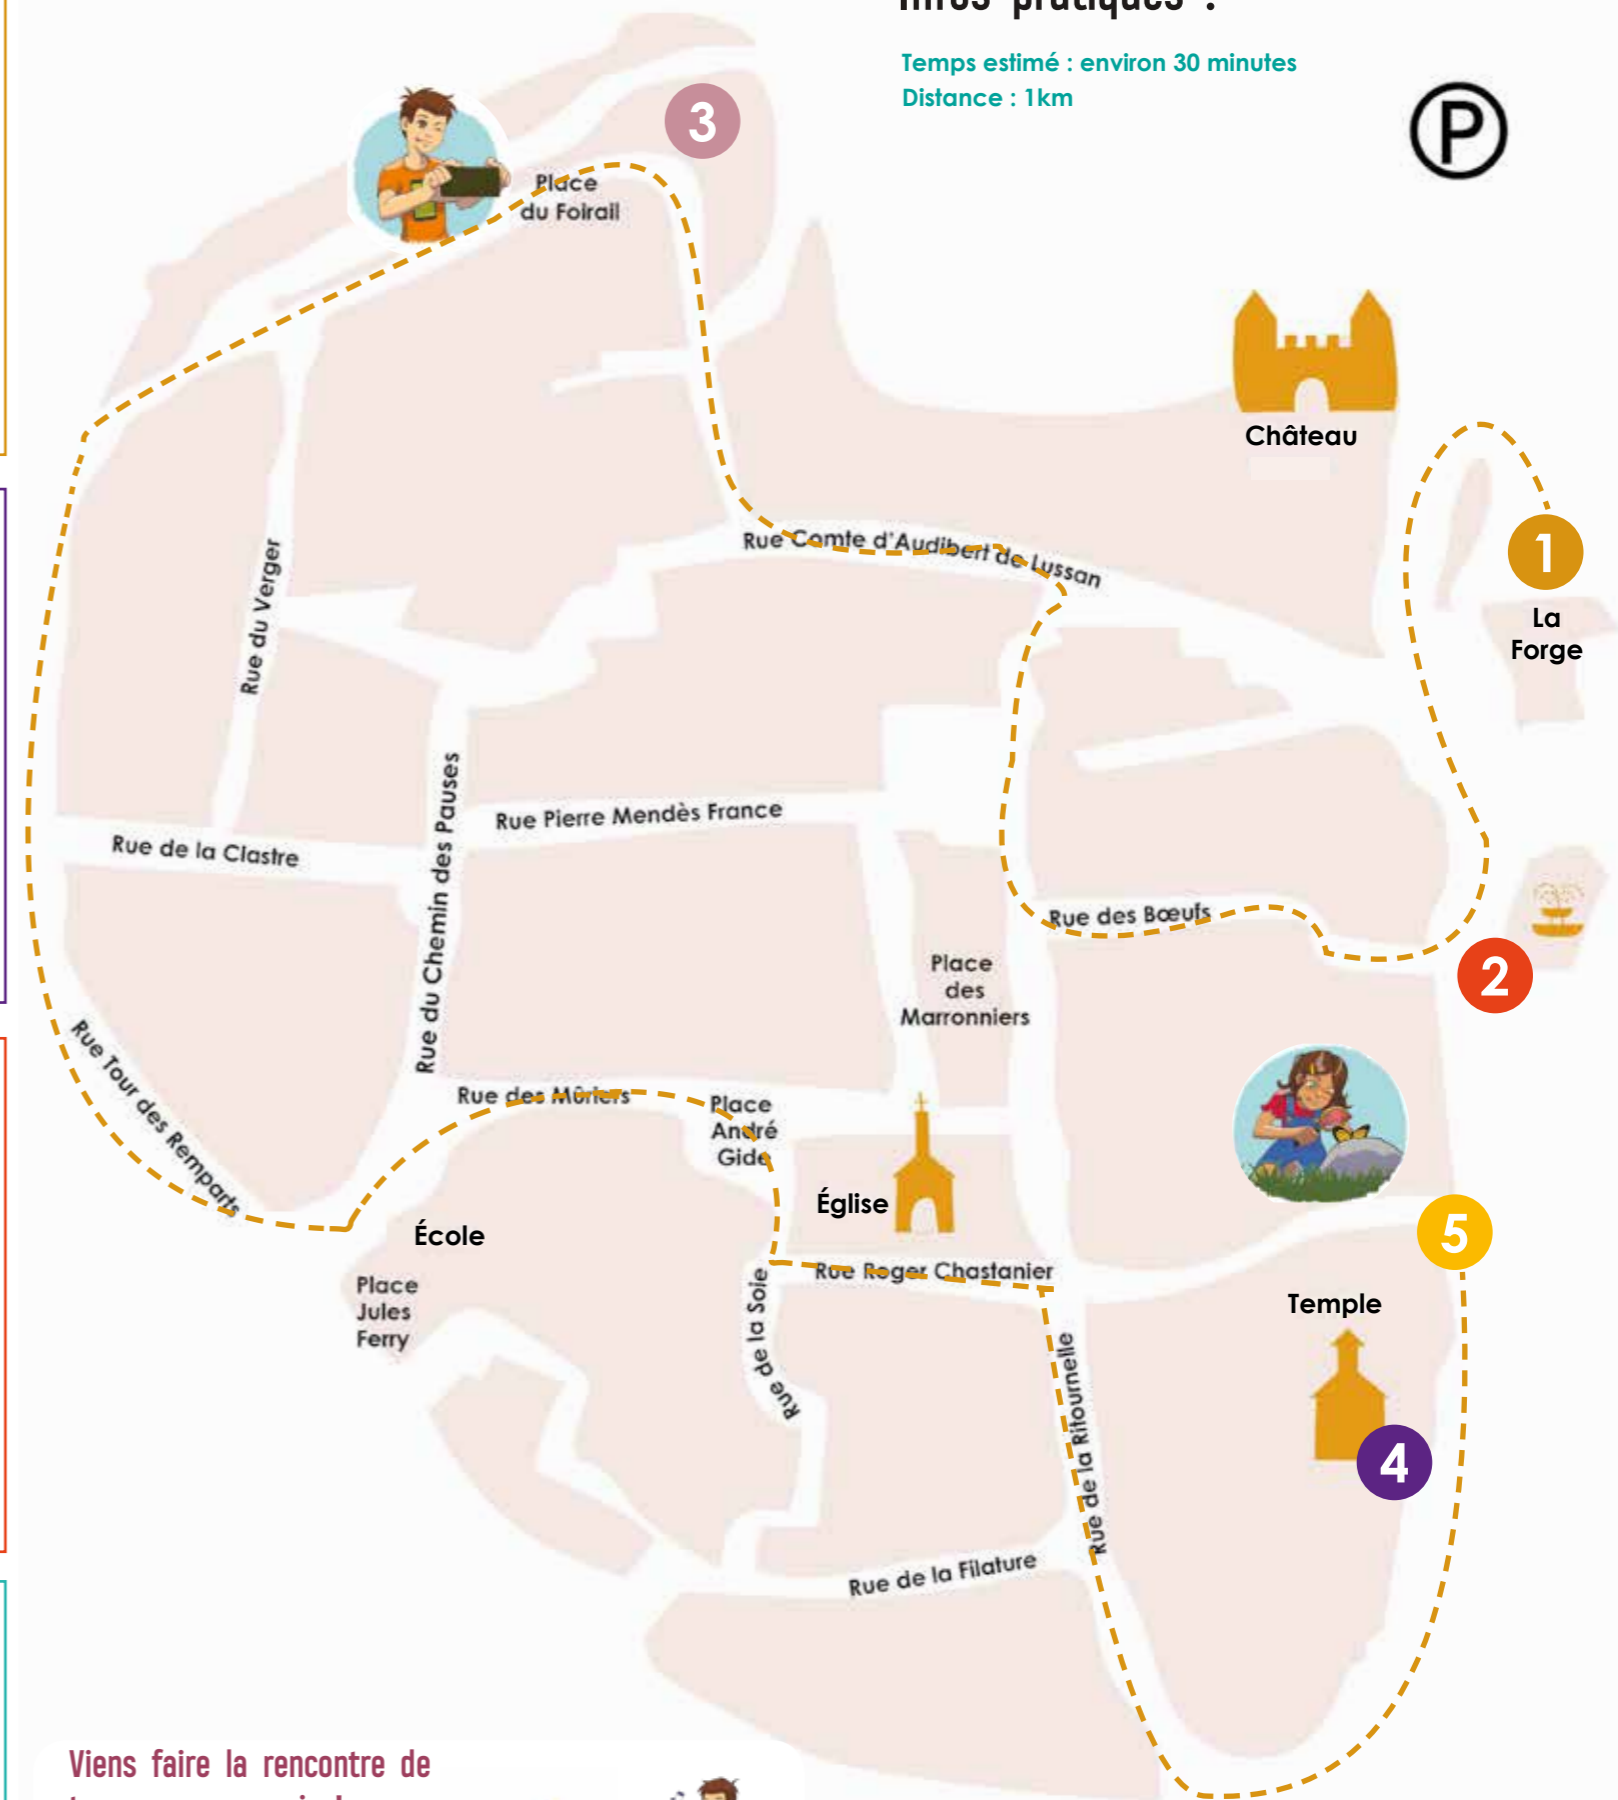 Infos pratiques :
Temps estimé : environ 30 minutes
Distance : 1km
P
3
Place
du Foirail
Château
1
La
Forge
Rue Comte d'Audibert de Lussan
Rue du Verger
Rue du Chemin des Pauses
Rue Pierre Mendès France
Rue de la Clastre
Rue des Bœufs
2
Place
des
Marronniers
Rue Tour des Remparts
Rue des Mûriers
Place
André
Gide
Église
École
5
Place
Jules
Ferry
Rue Roger Chastanier
Rue de la Soie
Temple
4
Rue de la Ritournelle
Rue de la Filature
Viens faire la rencontre de